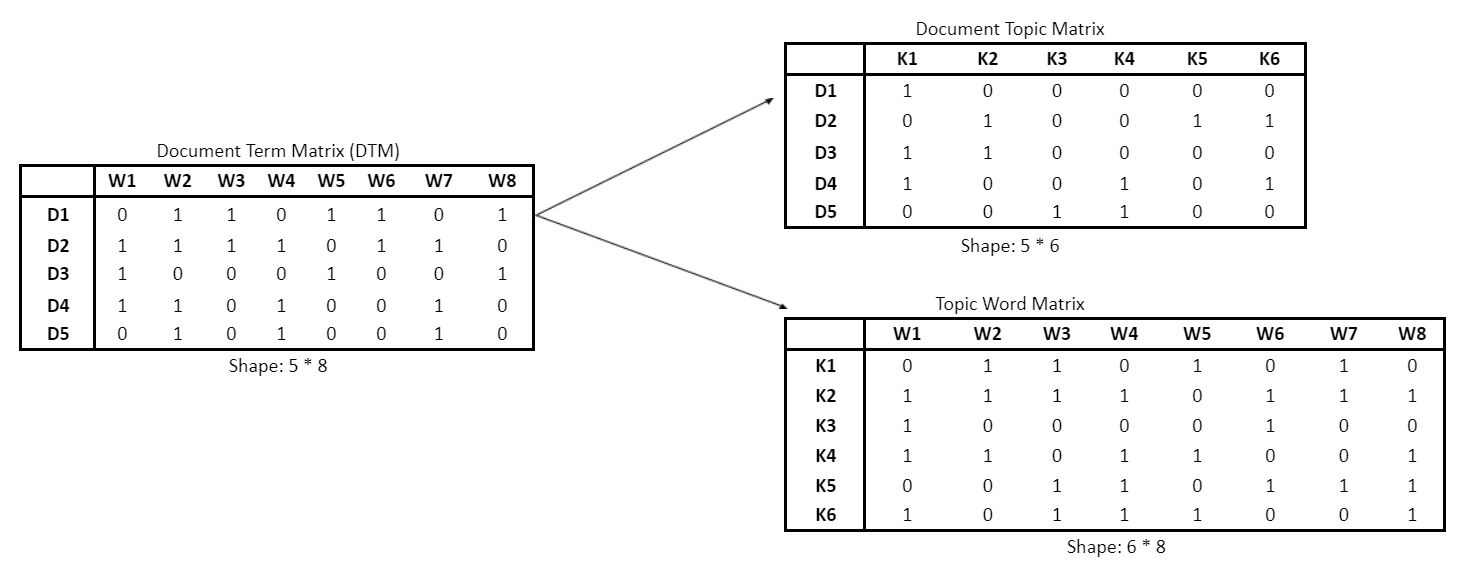 Document Term Matrix (DTM)
W1 W2 W3 W4 W5 W6 W7 W8
D1 0 1 1 0 1 1 0 1
D2 1 1 1 1 0 1 1 0
D3 1 0 0 0 1 0 0 1
D4 1 1 0 1 0 0 1 0
D5 0 1 0 1 0 0 1 0
Shape: 5 * 8
Document Topic Matrix
K1 K2 K3 K4 K5 K6
D1 1 0 0 0 0 0
D2 0 1 0 0 1 1
D3 1 1 0 0 0 0
D4 1 0 0 1 0 1
D5 0 0 1 1 0 0
Shape: 5 * 6
Topic Word Matrix
W1 W2 W3 W4 W5 W6 W7 W8
K1 0 1 1 0 1 0 1 0
K2 1 1 1 1 0 1 1 1
K3 1 0 0 0 0 1 0 0
K4 1 1 0 1 1 0 0 1
K5 0 0 1 1 0 1 1 1
K6 1 0 1 1 1 0 0 1
Shape: 6 * 8